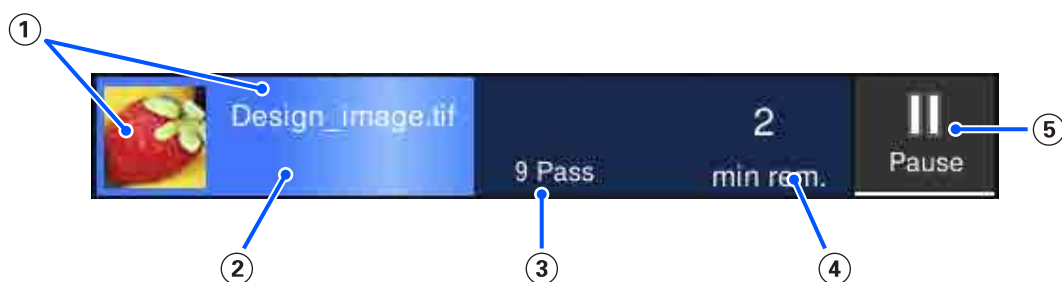 ①
Design_image.tif
2
9 Pass
min rem.
Pause
⑤
②
③
④